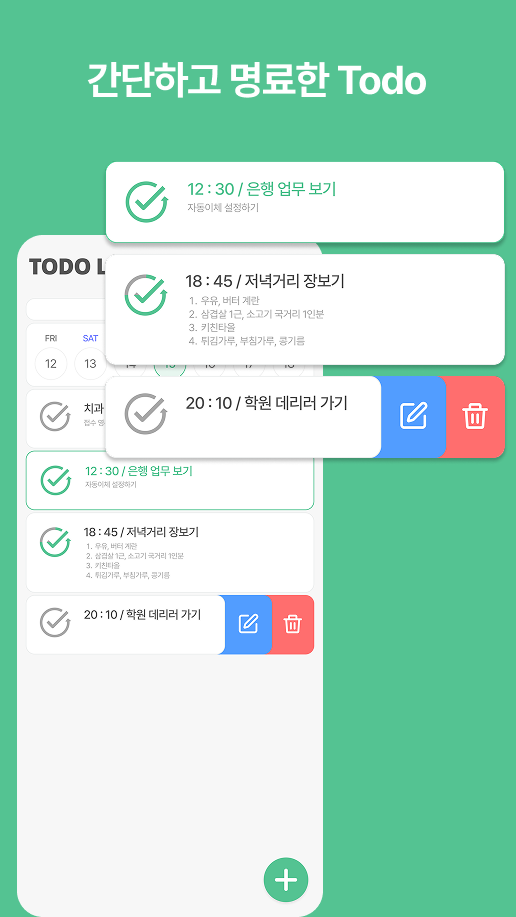 간단하고 명료한 Todo
12 : 30 / 은행 업무 보기
자동이체 설정하기
18 : 45 / 저녁거리 장보기
1. 우유, 버터 계란
2. 삼겹살 1근, 소고기 국거리 1인분
3. 키친타올
4. 튀김가루, 부침가루, 콩기름
20 : 10 / 학원 데리러 가기
TODO L
FRI SAT
12 13
치과
접수
12 : 30 / 은행 업무 보기
자동이체 설정하기
18 : 45 / 저녁거리 장보기
1. 우유, 버터 계란
2. 삼겹살 1근, 소고기 국거리 1인분
3. 키친타올
4. 튀김가루, 부침가루, 콩기름
20 : 10 / 학원 데리러 가기